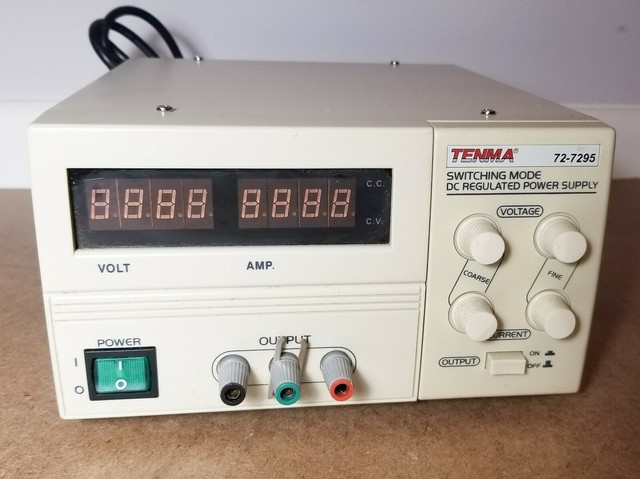 TENMA®
72-7295
SWITCHING MODE
DC REGULATED POWER SUPPLY
C.C.
C.V.
VOLT
AMP.
VOLTAGE
COARSE
FINE
CURRENT
POWER
I
O
I
O
OUTPUT
OUTPUT
ON
OFF